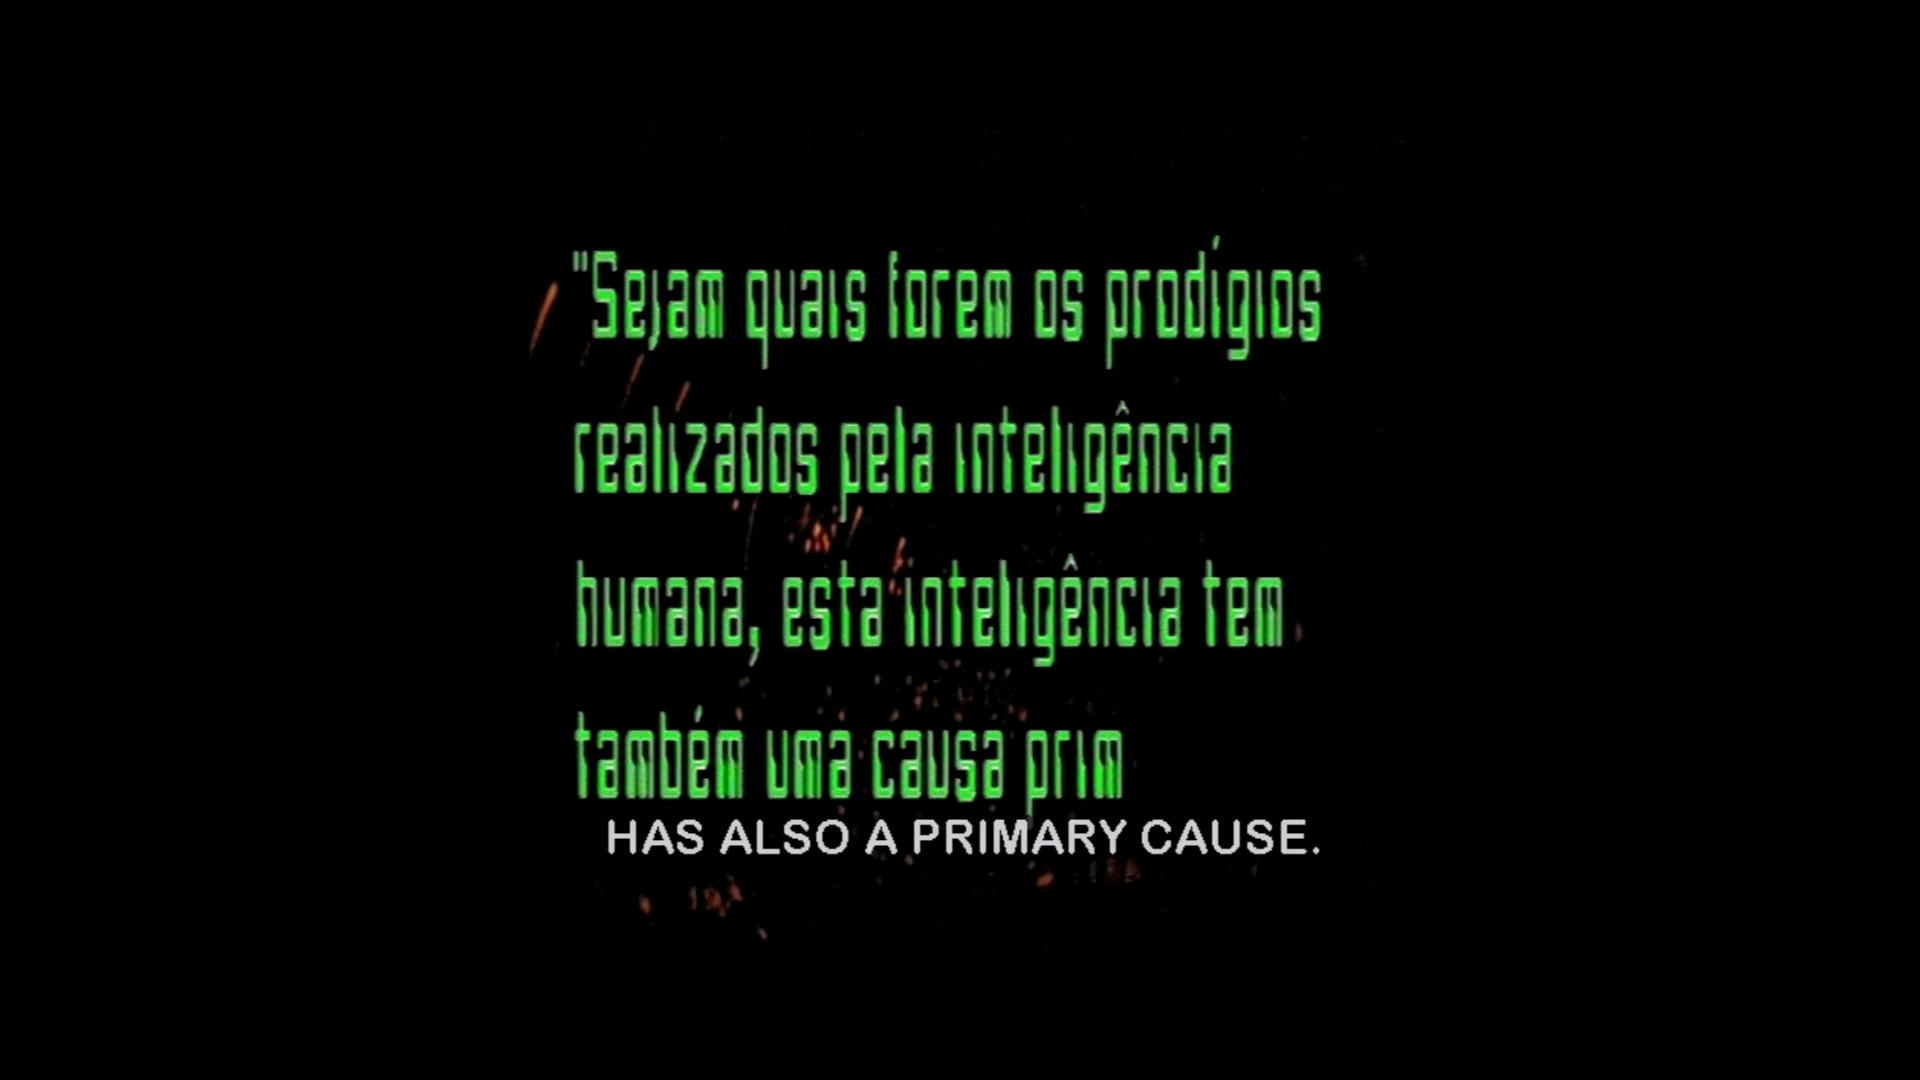 "Sejam quais forem os prodígios
realizados pela inteligência
humana, esta inteligência tem
também uma causa prim
HAS ALSO A PRIMARY CAUSE.